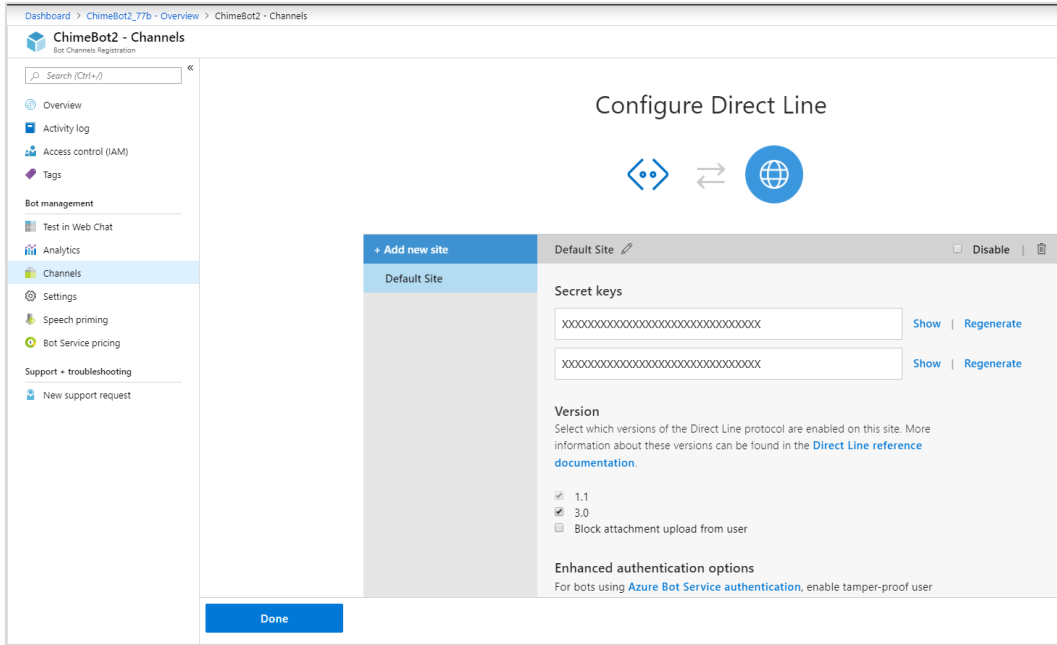 Dashboard > ChimeBot2_77b - Overview > ChimeBot2 - Channels
ChimeBot2 - Channels
Bot Channels Registration
Search (Ctrl+/)
«
Overview
Activity log
Access control (IAM)
Tags
Bot management
Test in Web Chat
Analytics
Channels
Settings
Speech priming
Bot Service pricing
Support + troubleshooting
New support request
Configure Direct Line
+ Add new site
Default Site
Default Site
Disable |
Secret keys
XXXXXXXXXXXXXXXXXXXXXXXXXXXXXXX
Show | Regenerate
XXXXXXXXXXXXXXXXXXXXXXXXXXXXXXX
Show | Regenerate
Version
Select which versions of the Direct Line protocol are enabled on this site. More
information about these versions can be found in the Direct Line reference
documentation.
1.1
3.0
Block attachment upload from user
Enhanced authentication options
For bots using Azure Bot Service authentication, enable tamper-proof user
Done